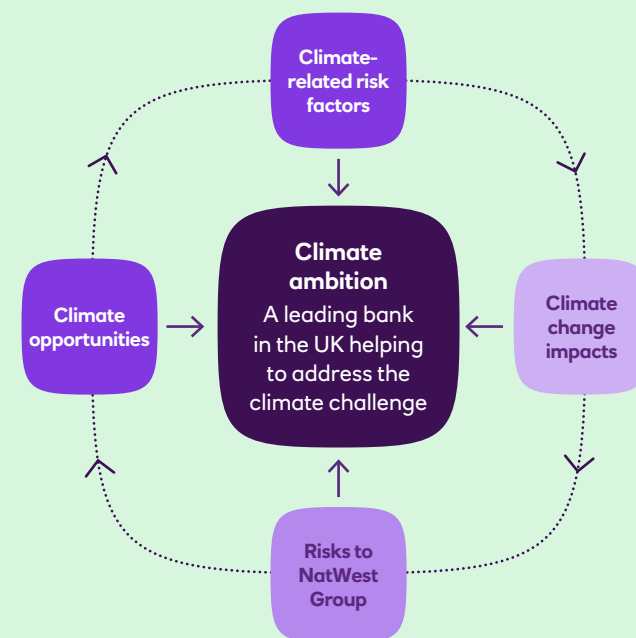 Climate-
related risk
factors
Climate
ambition
A leading bank
in the UK helping
to address the
climate challenge
Climate
opportunities
Climate
change
impacts
Risks to
NatWest
Group